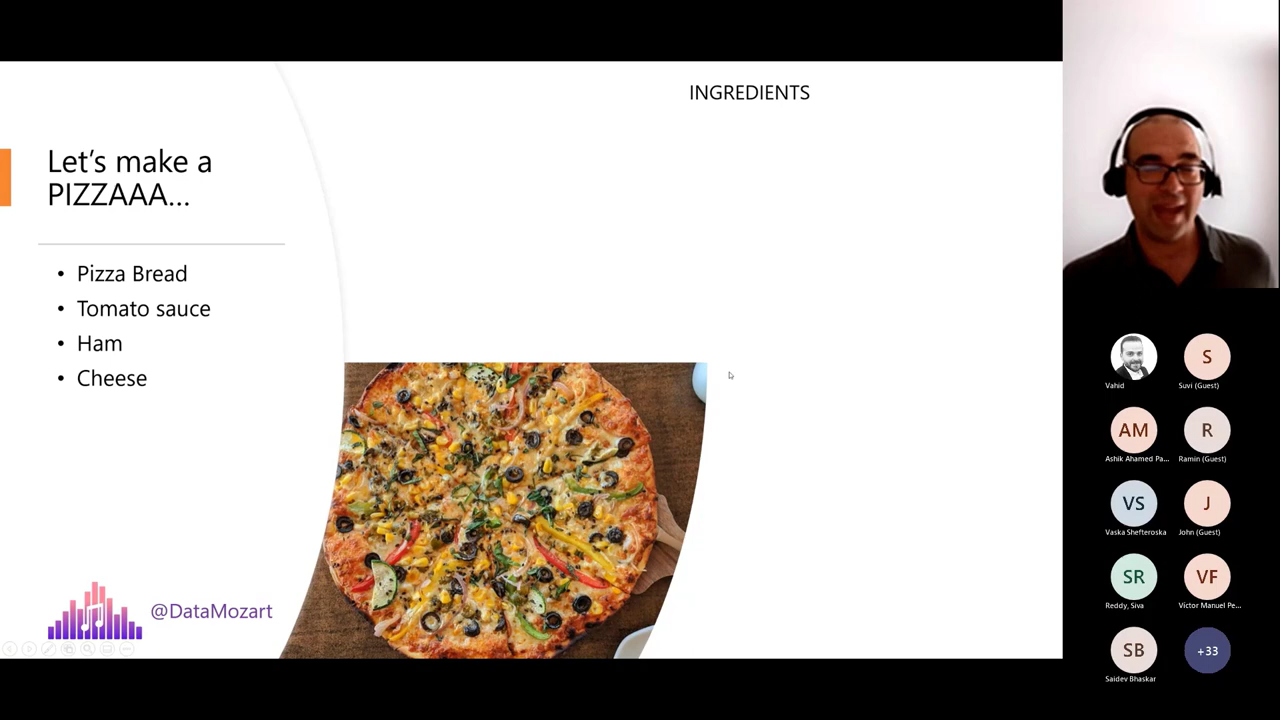 INGREDIENTS
Let's make a
PIZZAAA...
• Pizza Bread
• Tomato sauce
• Ham
• Cheese
@DataMozart
Vahid
S
Suvi (Guest)
AM
Ashik Ahamed Pa...
R
Ramin (Guest)
VS
Vaska Shefteroska
J
John (Guest)
SR
Reddy, Siva
VF
Victor Manuel Pe...
SB
Saidev Bhaskar
+33